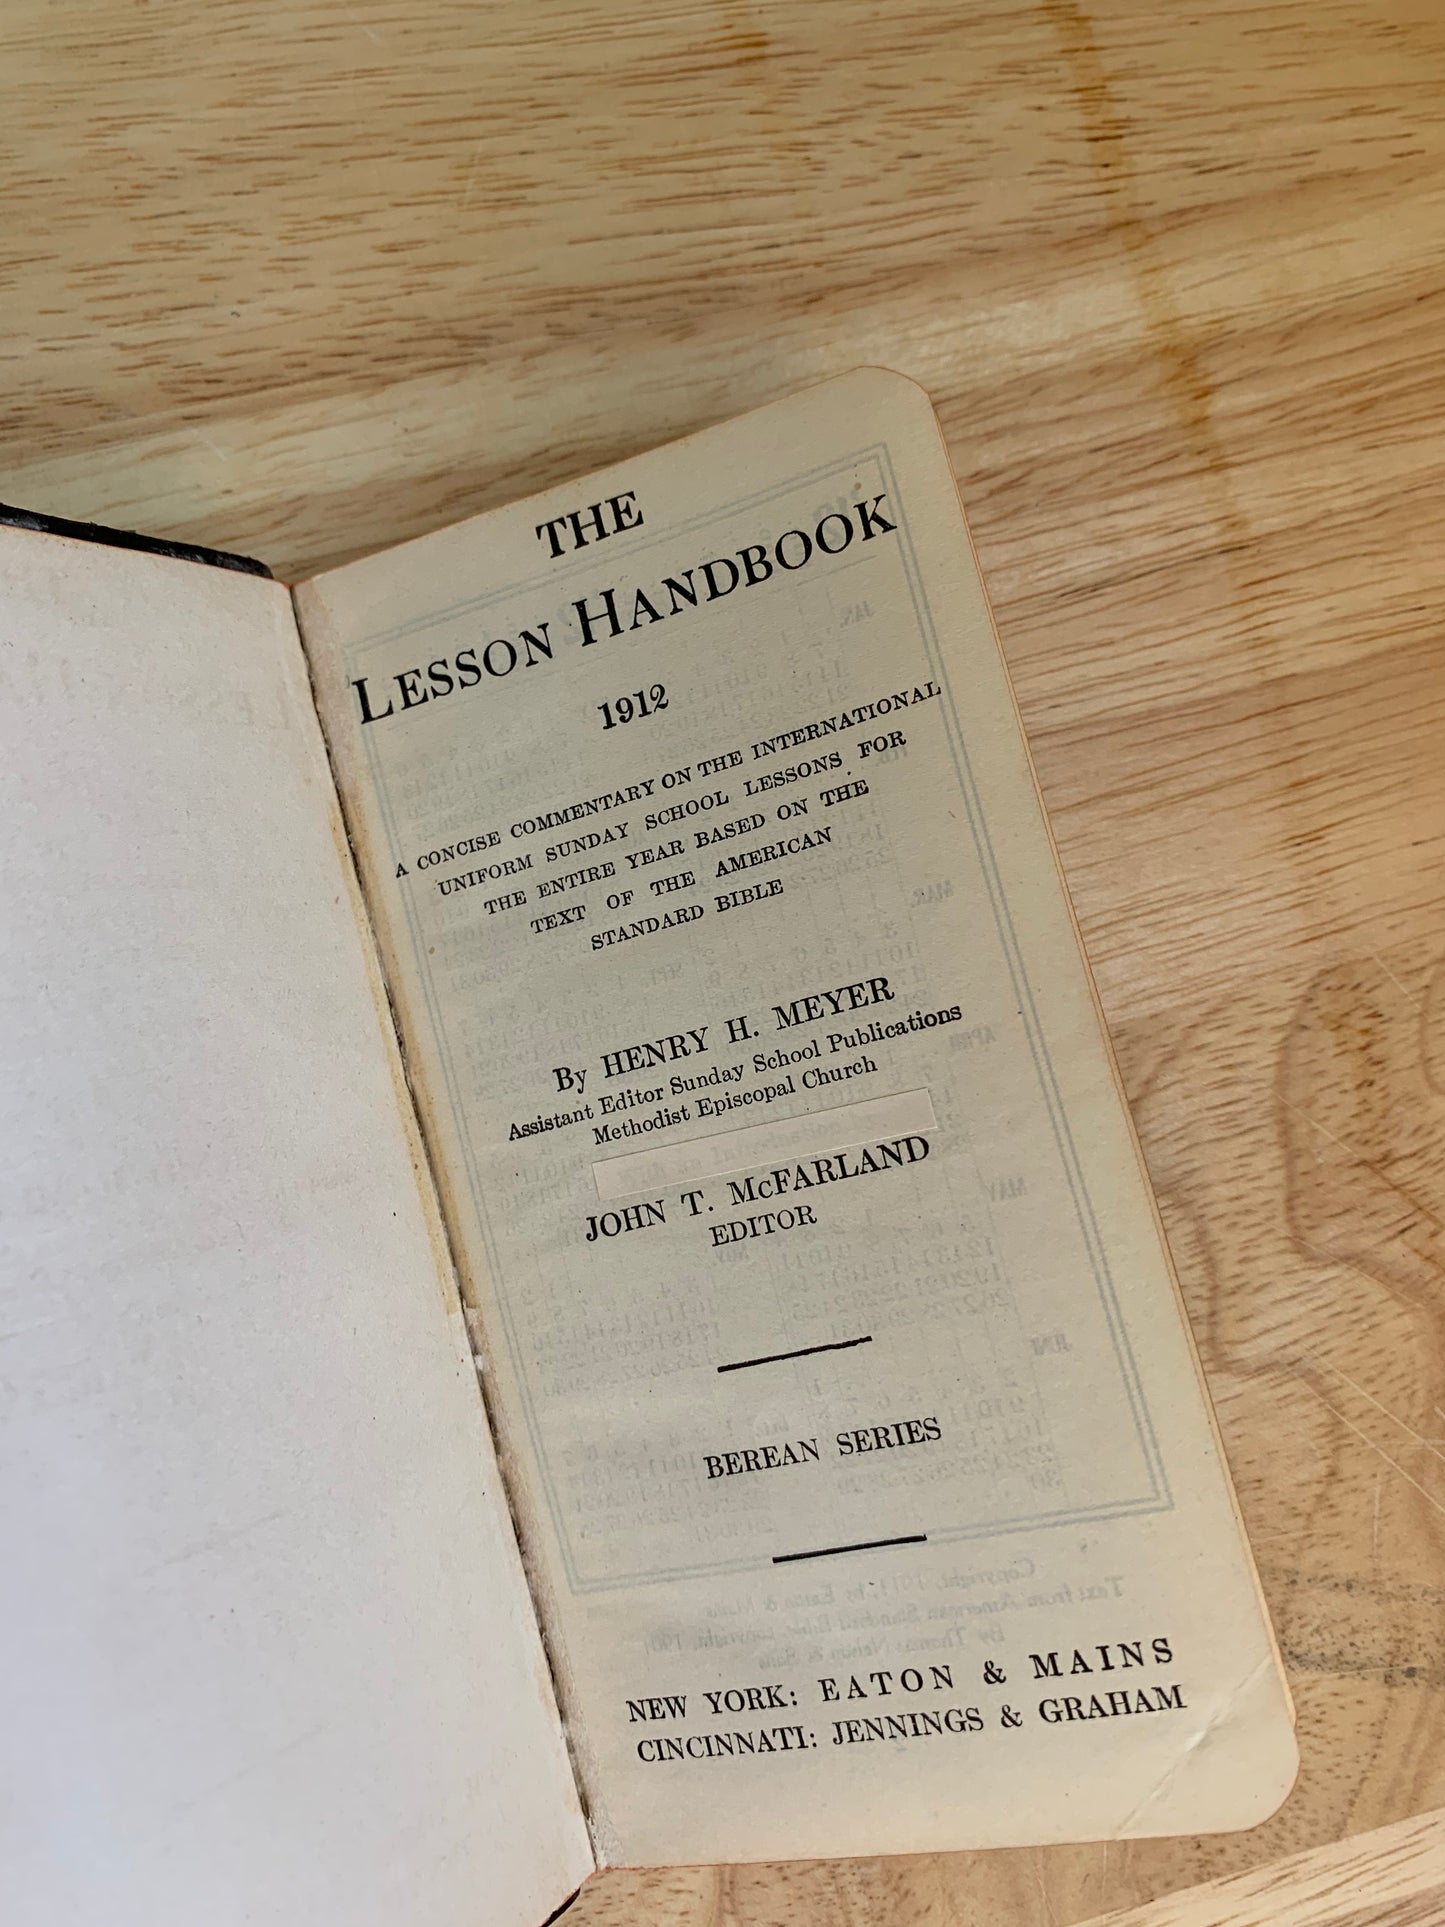 THE
LESSON HANDBOOK
1912
A CONCISE COMMENTARY ON THE INTERNATIONAL
UNIFORM SUNDAY SCHOOL LESSONS FOR
THE ENTIRE YEAR BASED ON THE
TEXT OF THE AMERICAN
STANDARD BIBLE
By HENRY H. MEYER
Assistant Editor Sunday School Publications
Methodist Episcopal Church
JOHN T. McFARLAND
EDITOR
BEREAN SERIES
NEW YORK: EATON & MAINS
CINCINNATI: JENNINGS & GRAHAM